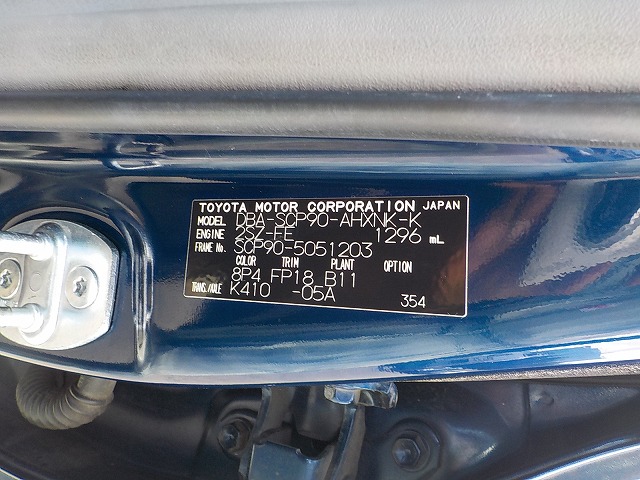 TOYOTA MOTOR CORPORATION JAPAN
MODEL DBA-SCP90-AHXNK-K
ENGINE 2SZ-FE 1296 mL
FRAME No. SCP90-5051203
COLOR TRIM PLANT OPTION
8P4 FP18 B11
TRANS./AXLE K410 -05A 354